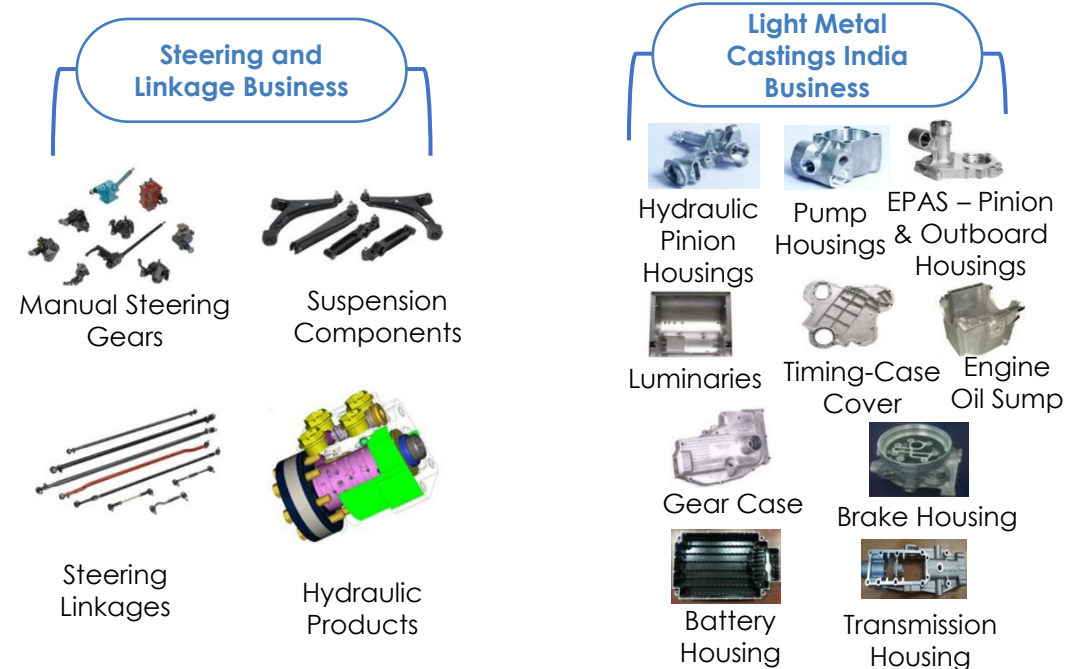 Steering and
Linkage Business
Manual Steering
Gears
Suspension
Components
Steering
Linkages
Hydraulic
Products
Light Metal
Castings India
Business
Hydraulic
Pinion
Housings
Pump
Housings
EPAS – Pinion
& Outboard
Housings
Luminaries
Timing-Case
Cover
Engine
Oil Sump
Gear Case
Brake Housing
Battery
Housing
Transmission
Housing